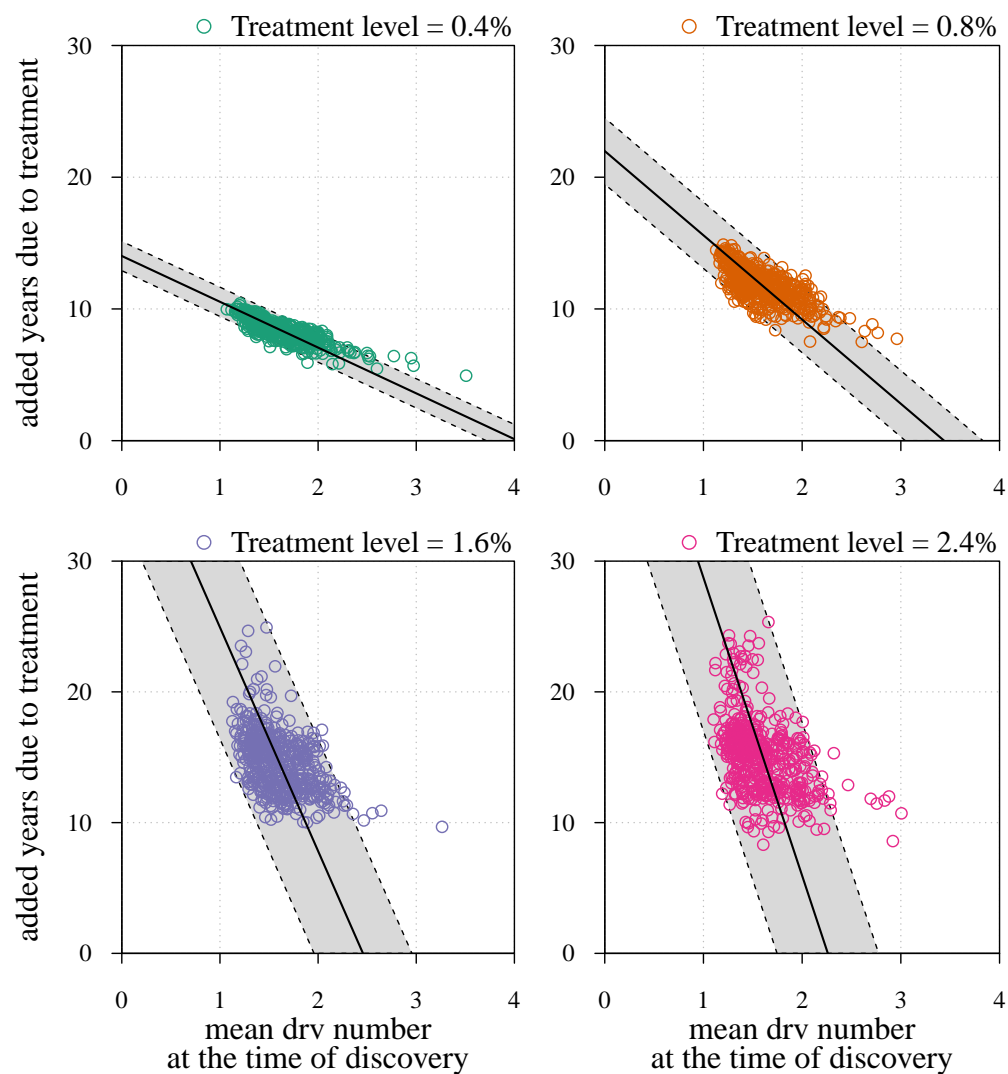 Treatment level = 0.4%
Treatment level = 0.8%
added years due to treatment
30
20
10
0
0 1 2 3 4
30
20
10
0
0 1 2 3 4
Treatment level = 1.6%
Treatment level = 2.4%
added years due to treatment
30
20
10
0
0 1 2 3 4
mean drv number
at the time of discovery
30
20
10
0
0 1 2 3 4
mean drv number
at the time of discovery